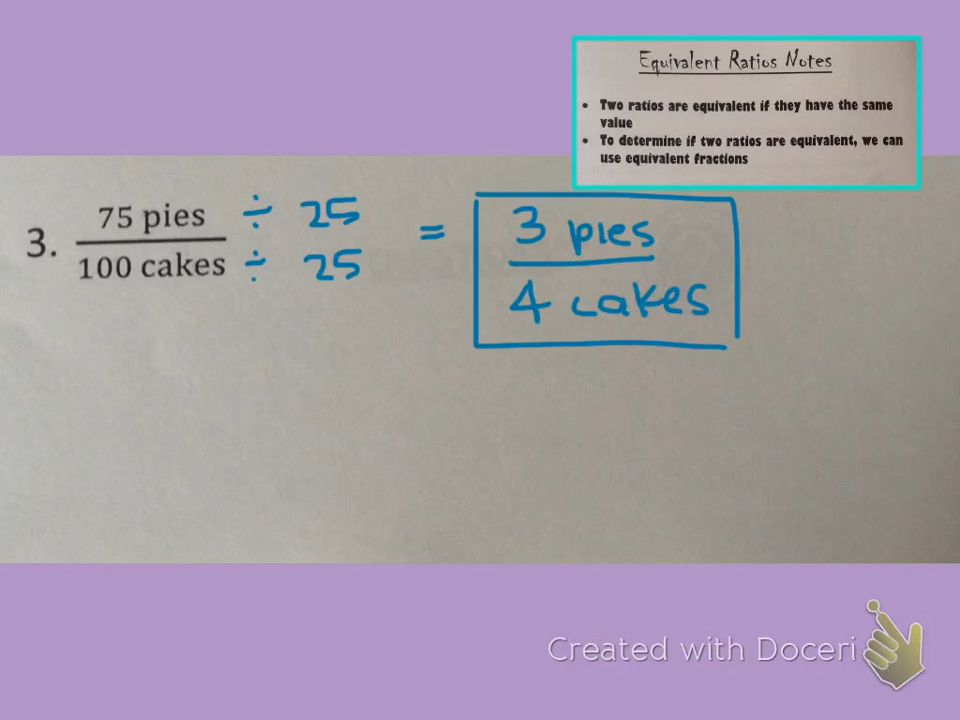 Equivalent Ratios Notes
• Two ratios are equivalent if they have the same
value
• To determine if two ratios are equivalent, we can
use equivalent fractions
3. 75 pies ÷ 25 = 3 pies
100 cakes ÷ 25 4 cakes
Created with Doceri